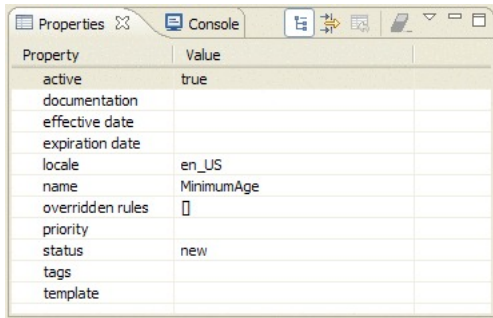 Properties Console
Property Value
active true
documentation
effective date
expiration date
locale en_US
name MinimumAge
overridden rules []
priority
status new
tags
template